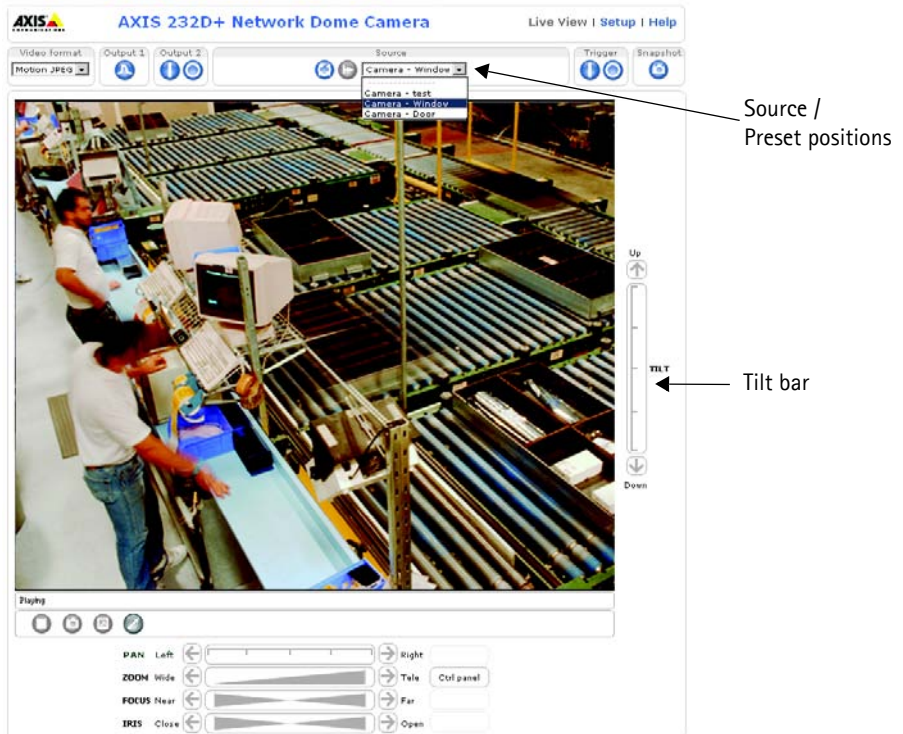 AXIS
COMMUNICATIONS
AXIS 232D+ Network Dome Camera
Live View | Setup | Help
Video format
Output 1
Output 2
Source
Trigger
Snapshot
Motion JPEG
Camera - Window
Camera - test
Camera - Window
Camera - Door
Source /
Preset positions
Up
TILT
Tilt bar
Down
Playing
PAN Left Right
ZOOM Wide Tele Ctrl panel
FOCUS Near Far
IRIS Close Open